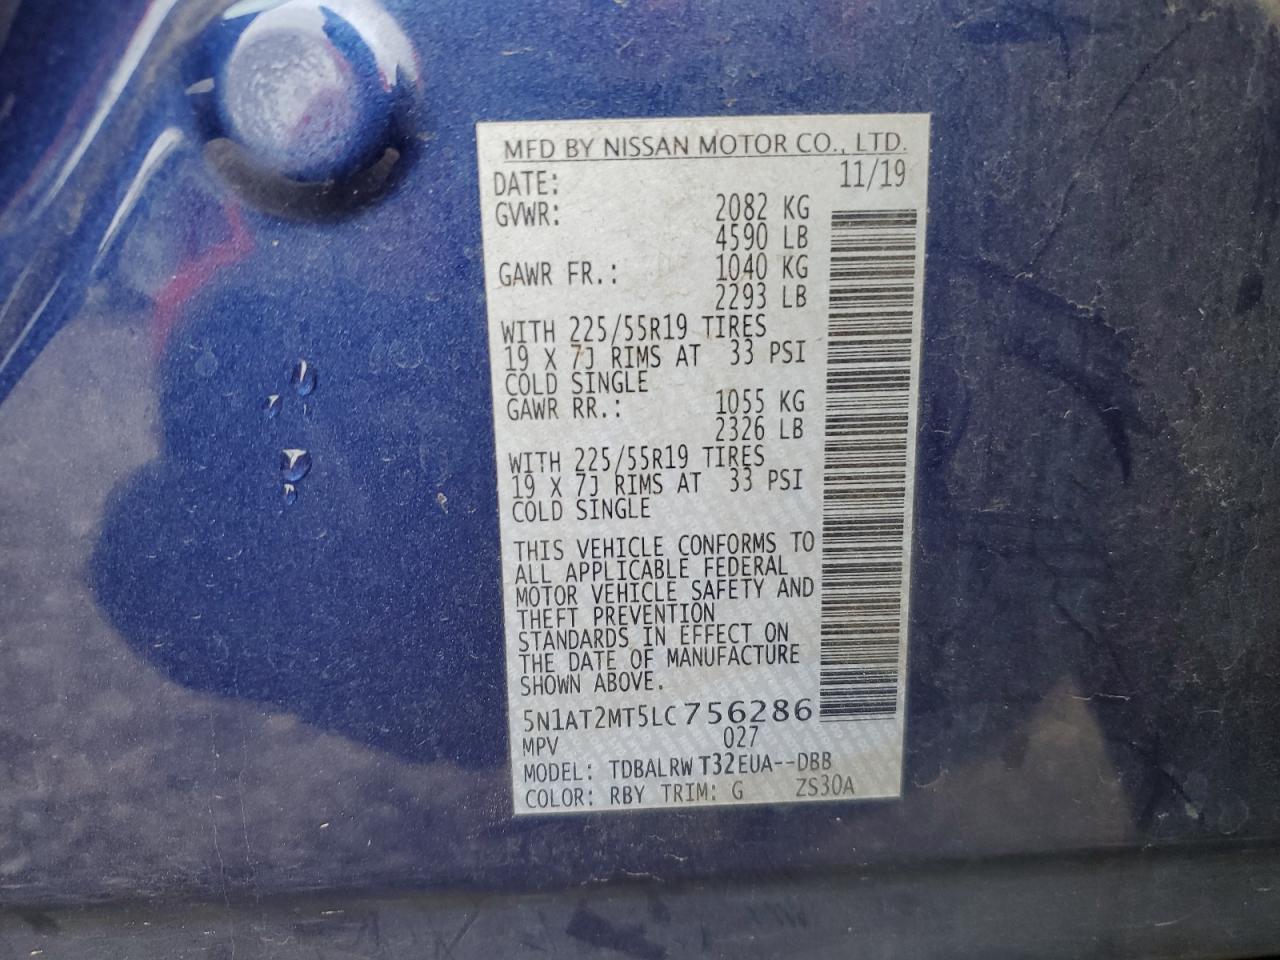 MFD BY NISSAN MOTOR CO., LTD.
DATE: 11/19
GVWR: 2082 KG
4590 LB
GAWR FR.: 1040 KG
2293 LB
WITH 225/55R19 TIRES
19 X 7J RIMS AT 33 PSI
COLD SINGLE
GAWR RR.: 1055 KG
2326 LB
WITH 225/55R19 TIRES
19 X 7J RIMS AT 33 PSI
COLD SINGLE
THIS VEHICLE CONFORMS TO
ALL APPLICABLE FEDERAL
MOTOR VEHICLE SAFETY AND
THEFT PREVENTION
STANDARDS IN EFFECT ON
THE DATE OF MANUFACTURE
SHOWN ABOVE.
5N1AT2MT5LC756286
MPV 027
MODEL: TDBALRW T32EUA--DBB
COLOR: RBY TRIM: G ZS30A